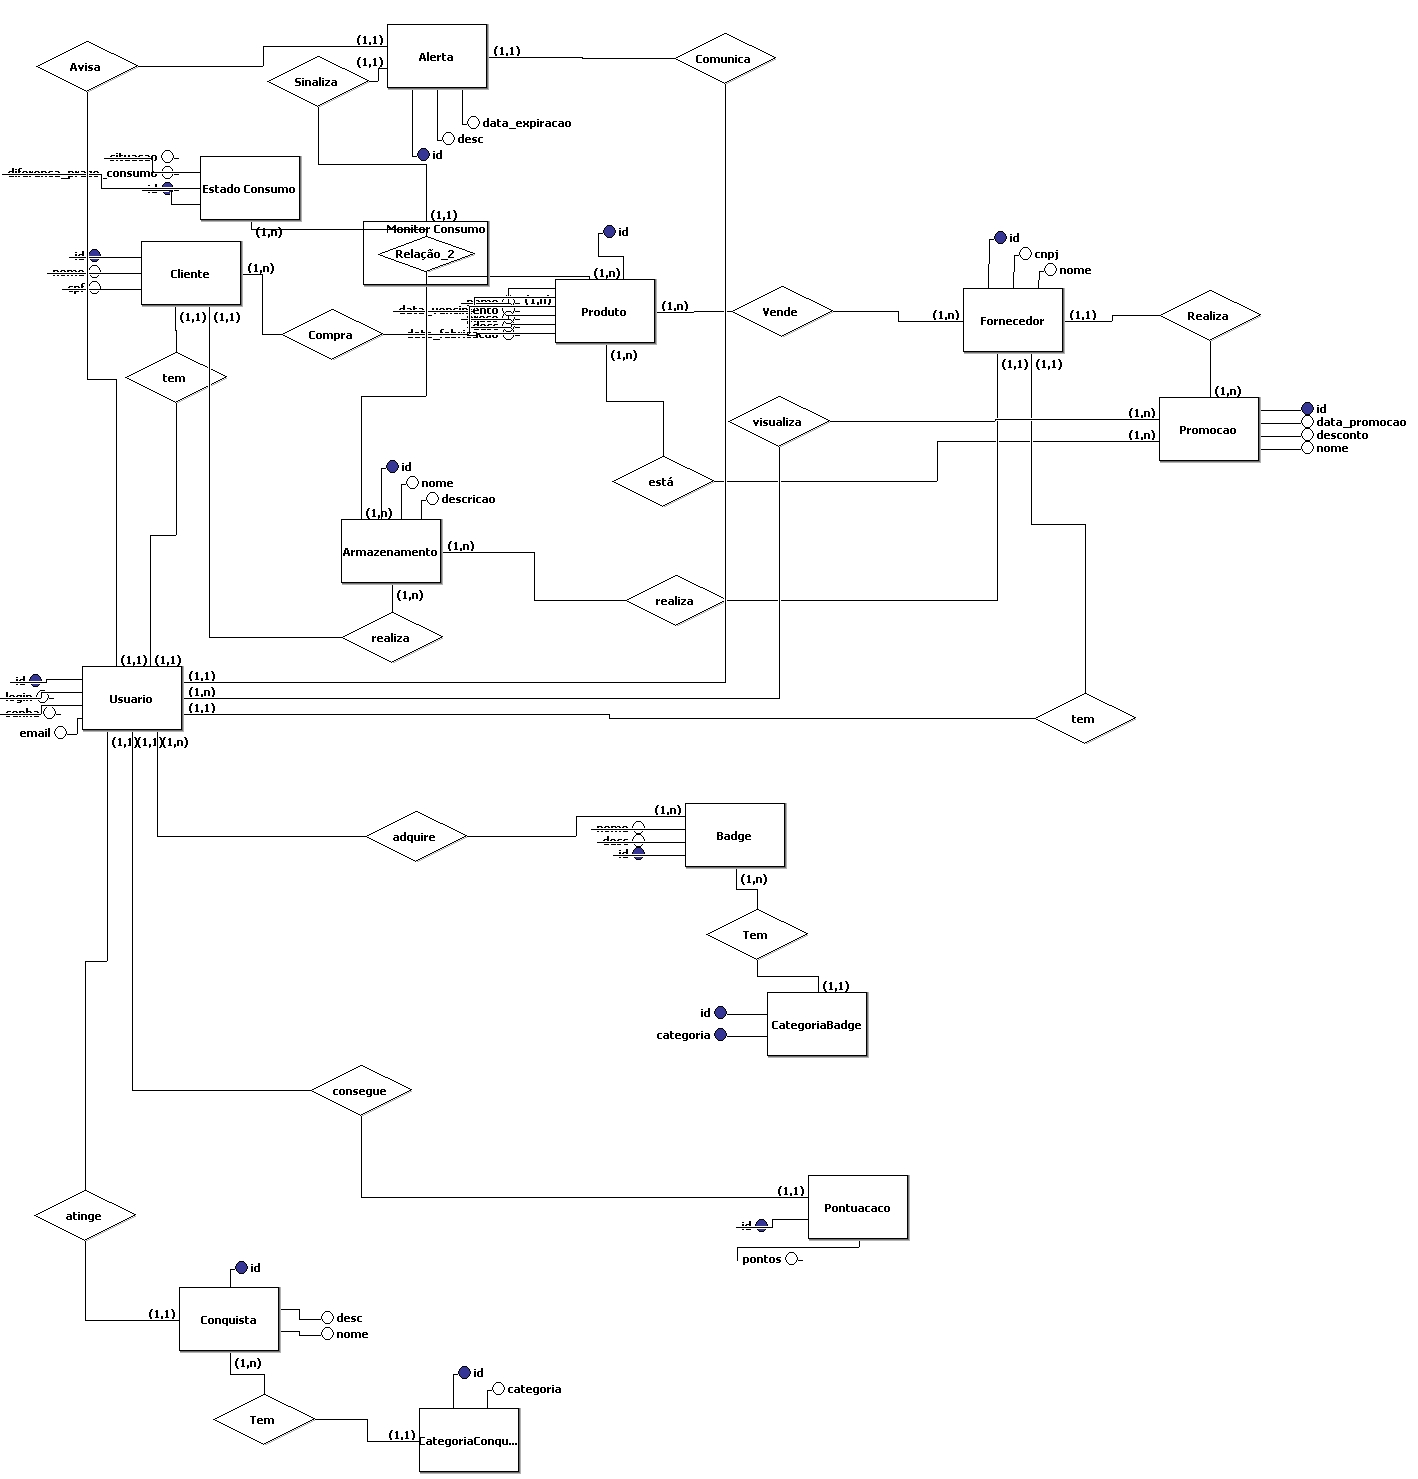 (1,1)
Alerta
(1,1)
Comunica
Avisa
(1,1)
Sinaliza
data_expiracao
desc
id
situacao
diferenca_prazo_consumo
id
Estado Consumo
(1,n)
(1,1)
Monitor Consumo
Relação_2
id
id
cnpj
nome
id
nome
cpf
Cliente
(1,n)
(1,n)
nome
(1,n)
data_vencimento
desc
data_fabricacao
Produto
(1,n)
Vende
(1,n)
Fornecedor
(1,1)
Realiza
(1,1)
(1,1)
Compra
(1,n)
(1,1)
(1,1)
tem
(1,n)
visualiza
(1,n)
(1,n)
Promocao
id
data_promocao
desconto
nome
está
id
nome
descricao
(1,n)
Armazenamento
(1,n)
(1,n)
realiza
realiza
(1,1)
(1,1)
id
login
senha
email
Usuario
(1,1)
(1,n)
(1,1)
tem
(1,1)
(1,1)
(1,n)
adquire
(1,n)
nome
desc
id
Badge
(1,n)
Tem
(1,1)
id
categoria
CategoriaBadge
consegue
(1,1)
id
pontos
Pontuacaco
atinge
id
(1,1)
Conquista
desc
nome
(1,n)
Tem
id
categoria
(1,1)
CategoriaConqu...